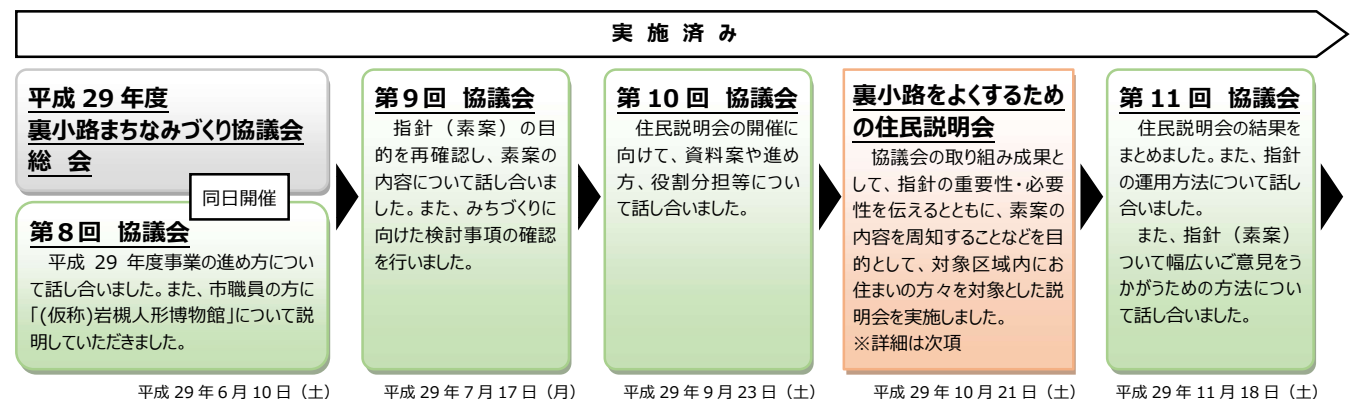 実 施 済 み
平成 29 年度
裏小路まちなみづくり協議会
総 会
同日開催
第８回 協議会
平成 29 年度事業の進め方につい
て話し合いました。また、市職員の方に
「(仮称)岩槻人形博物館」について説
明していただきました。
平成 29 年６月 10 日（土）
第９回 協議会
指針（素案）の目
的を再確認し、素案の
内容について話し合いま
した。また、みちづくりに
向けた検討事項の確認
を行いました。
平成 29 年７月 17 日（月）
第 10 回 協議会
住民説明会の開催に
向けて、資料案や進め
方、役割分担等につい
て話し合いました。
平成 29 年９月 23 日（土）
裏小路をよくするため
の住民説明会
協議会の取り組み成果と
して、指針の重要性・必要
性を伝えるとともに、素案の
内容を周知することなどを目
的として、対象区域内にお
住まいの方々を対象とした説
明会を実施しました。
※詳細は次項
平成 29 年 10 月 21 日（土）
第 11 回 協議会
住民説明会の結果を
まとめました。また、指針
の運用方法について話し
合いました。
また、指針（素案）
ついて幅広いご意見をう
かがうための方法につい
て話し合いました。
平成 29 年 11 月 18 日（土）